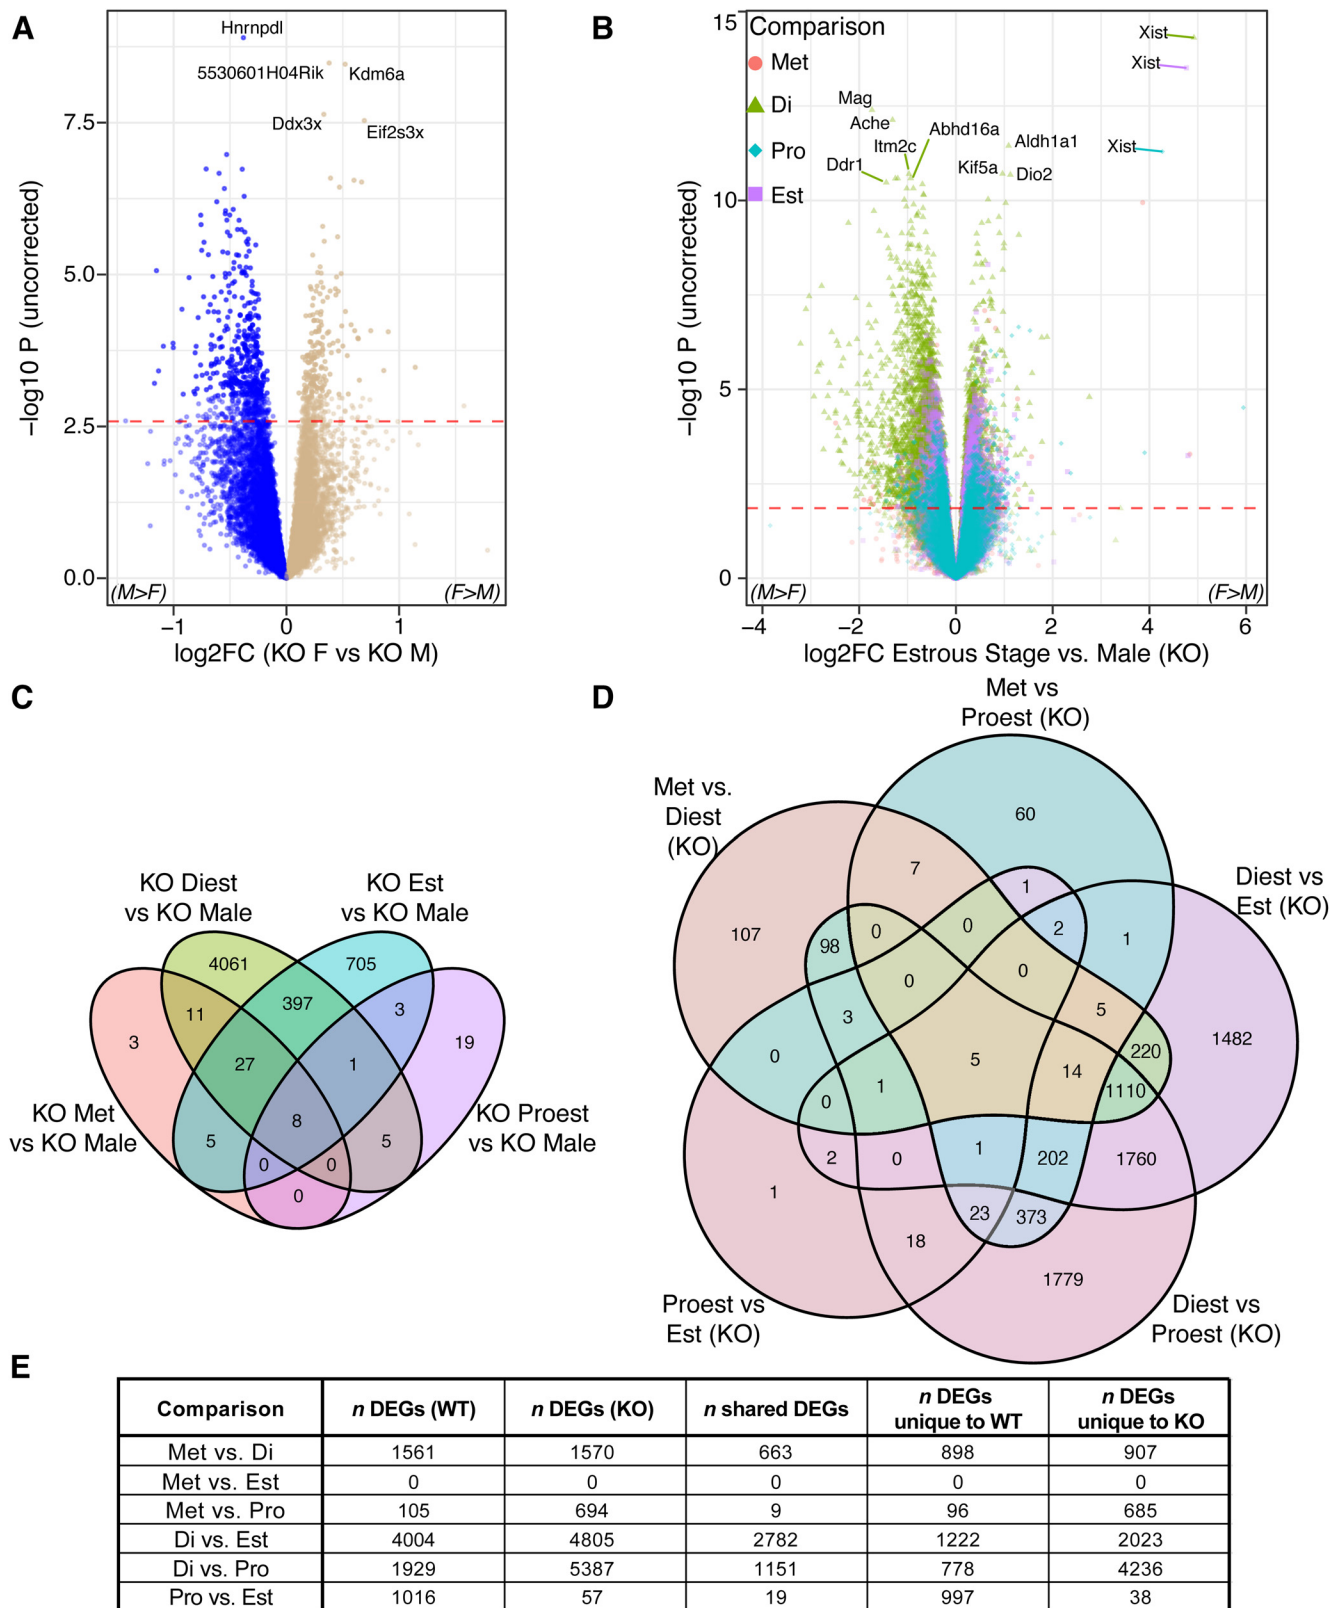 A
Hnrnpdl
5530601H04Rik
Kdm6a
Ddx3x
Eif2s3x
7.5
5.0
2.5
0.0
−log10 P (uncorrected)
(M>F)
(F>M)
−1
0
1
log2FC (KO F vs KO M)
B
Comparison
Met
Di
Pro
Est
Xist
Xist
Xist
Mag
Ache
Itm2c
Abhd16a
Ddr1
Aldh1a1
Kif5a
Dio2
15
10
5
0
−log10 P (uncorrected)
(M>F)
(F>M)
−4
−2
0
2
4
6
log2FC Estrous Stage vs. Male (KO)
C
KO Diest
vs KO Male
KO Est
vs KO Male
KO Met
vs KO Male
KO Proest
vs KO Male
4061
705
11
397
3
3
19
27
1
8
5
5
0
0
0
D
Met vs
Proest (KO)
Met vs.
Diest
(KO)
Diest vs
Est (KO)
Proest vs
Est (KO)
Diest vs
Proest (KO)
60
7
1
107
98
0
0
2
1
0
0
3
5
0
5
14
220
1482
1110
0
1
2
0
1
202
1760
1
23
373
18
1779
E
Comparison n DEGs (WT) n DEGs (KO) n shared DEGs n DEGs unique to WT n DEGs unique to KO
Met vs. Di 1561 1570 663 898 907
Met vs. Est 0 0 0 0 0
Met vs. Pro 105 694 9 96 685
Di vs. Est 4004 4805 2782 1222 2023
Di vs. Pro 1929 5387 1151 778 4236
Pro vs. Est 1016 57 19 997 38